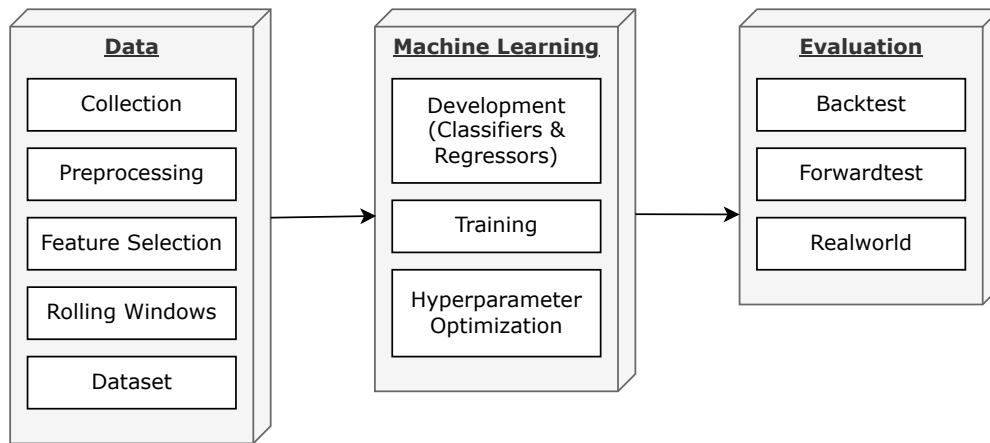 Data
Collection
Preprocessing
Feature Selection
Rolling Windows
Dataset
Machine Learning
Development
(Classifiers &
Regressors)
Training
Hyperparameter
Optimization
Evaluation
Backtest
Forwardtest
Realworld